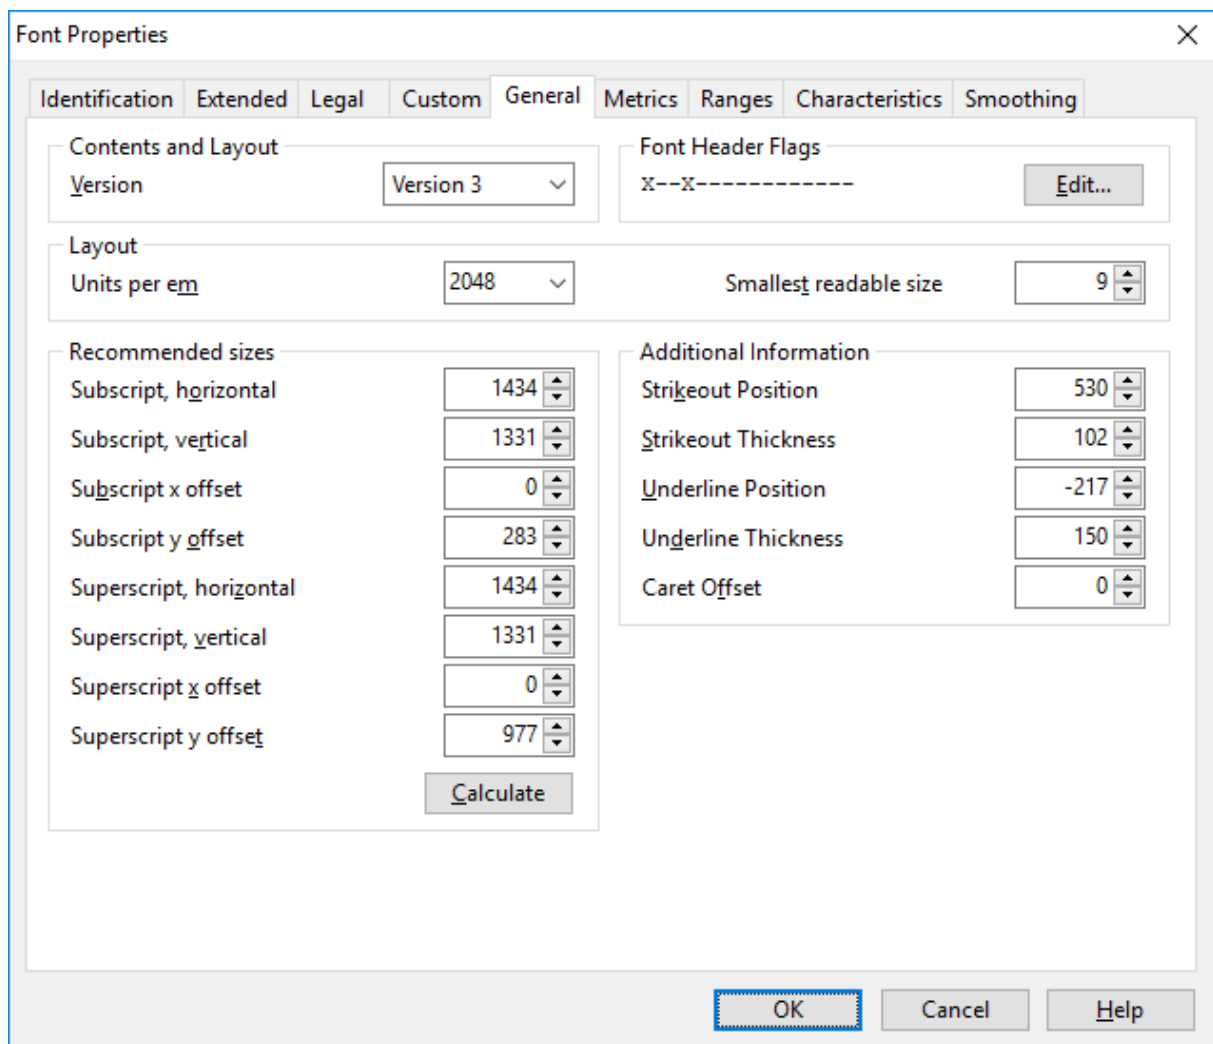 Font Properties
Identification Extended Legal Custom General Metrics Ranges Characteristics Smoothing
Contents and Layout
Version Version 3
Font Header Flags
x--x------------
Edit...
Layout
Units per em 2048 Smallest readable size 9
Recommended sizes
Subscript, horizontal 1434
Subscript, vertical 1331
Subscript x offset 0
Subscript y offset 283
Superscript, horizontal 1434
Superscript, vertical 1331
Superscript x offset 0
Superscript y offset 977
Calculate
Additional Information
Strikeout Position 530
Strikeout Thickness 102
Underline Position -217
Underline Thickness 150
Caret Offset 0
OK Cancel Help